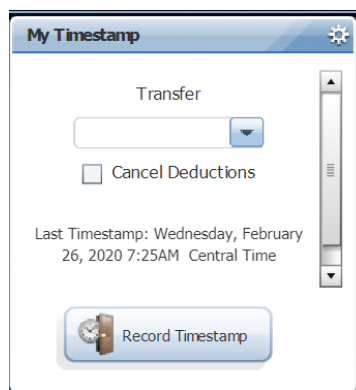 My Timestamp
Transfer
Cancel Deductions
Last Timestamp: Wednesday, February
26, 2020 7:25AM Central Time
Record Timestamp